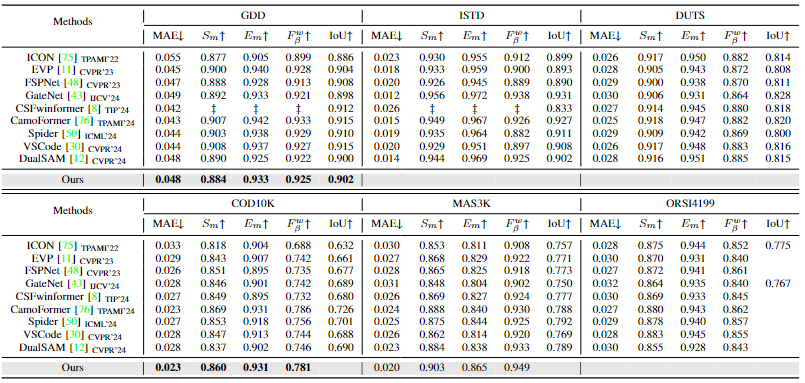 Methods GDD ISTD DUTS
MAE↓ Sm↑ Em↑ Fβw↑ IoU↑ MAE↓ Sm↑ Em↑ Fβw↑ IoU↑ MAE↓ Sm↑ Em↑ Fβw↑ IoU↑
ICON [75] TPAMI'22 0.055 0.877 0.905 0.899 0.886 0.023 0.930 0.955 0.912 0.899 0.026 0.917 0.950 0.882 0.814
EVP [11] CVPR'23 0.045 0.900 0.940 0.928 0.904 0.018 0.933 0.959 0.900 0.893 0.028 0.900 0.942 0.872 0.808
FSPNet [48] CVPR'23 0.047 0.888 0.928 0.913 0.908 0.020 0.926 0.945 0.889 0.890 0.029 0.900 0.938 0.870 0.811
GateNet [43] IJCV'24 0.049 0.892 0.933 0.921 0.898 0.012 0.956 0.972 0.938 0.931 0.030 0.906 0.931 0.864 0.828
CSFwinformer [8] TIP'24 0.042 ‡ ‡ ‡ 0.912 0.026 ‡ ‡ ‡ 0.833 0.027 0.914 0.945 0.880 0.818
CamoFormer [76] TPAMI'24 0.043 0.907 0.942 0.933 0.915 0.015 0.949 0.967 0.926 0.927 0.025 0.918 0.947 0.882 0.820
Spider [50] ICML'24 0.044 0.903 0.938 0.929 0.910 0.019 0.935 0.964 0.882 0.911 0.029 0.909 0.942 0.869 0.800
VSCode [30] CVPR'24 0.044 0.908 0.937 0.927 0.915 0.020 0.929 0.951 0.897 0.908 0.026 0.917 0.948 0.883 0.816
DualSAM [12] CVPR'24 0.048 0.890 0.925 0.922 0.900 0.014 0.944 0.969 0.925 0.902 0.028 0.916 0.951 0.885 0.815
Ours 0.048 0.884 0.933 0.925 0.902
Methods COD10K MAS3K ORSI4199
MAE↓ Sm↑ Em↑ Fβw↑ IoU↑ MAE↓ Sm↑ Em↑ Fβw↑ IoU↑ MAE↓ Sm↑ Em↑ Fβw↑ IoU↑
ICON [75] TPAMI'22 0.033 0.818 0.904 0.688 0.632 0.030 0.853 0.811 0.908 0.757 0.028 0.875 0.944 0.852 0.775
EVP [11] CVPR'23 0.029 0.843 0.907 0.742 0.661 0.027 0.868 0.829 0.922 0.771 0.030 0.870 0.931 0.840
FSPNet [48] CVPR'23 0.026 0.851 0.895 0.735 0.677 0.028 0.865 0.825 0.918 0.773 0.027 0.872 0.941 0.861
GateNet [43] IJCV'24 0.028 0.846 0.901 0.742 0.689 0.031 0.848 0.804 0.902 0.750 0.032 0.864 0.935 0.840 0.767
CSFwinformer [8] TIP'24 0.027 0.849 0.895 0.732 0.680 0.026 0.869 0.827 0.924 0.777 0.030 0.869 0.933 0.845
CamoFormer [76] TPAMI'24 0.023 0.869 0.931 0.786 0.726 0.024 0.888 0.840 0.930 0.788 0.027 0.880 0.943 0.862
Spider [50] ICML'24 0.027 0.853 0.918 0.756 0.701 0.025 0.875 0.844 0.925 0.792 0.029 0.878 0.940 0.857
VSCode [30] CVPR'24 0.028 0.847 0.913 0.744 0.688 0.026 0.862 0.814 0.920 0.769 0.028 0.883 0.945 0.855
DualSAM [12] CVPR'24 0.028 0.837 0.902 0.746 0.690 0.023 0.884 0.838 0.933 0.789 0.030 0.855 0.928 0.843
Ours 0.023 0.860 0.931 0.781 0.020 0.903 0.865 0.949